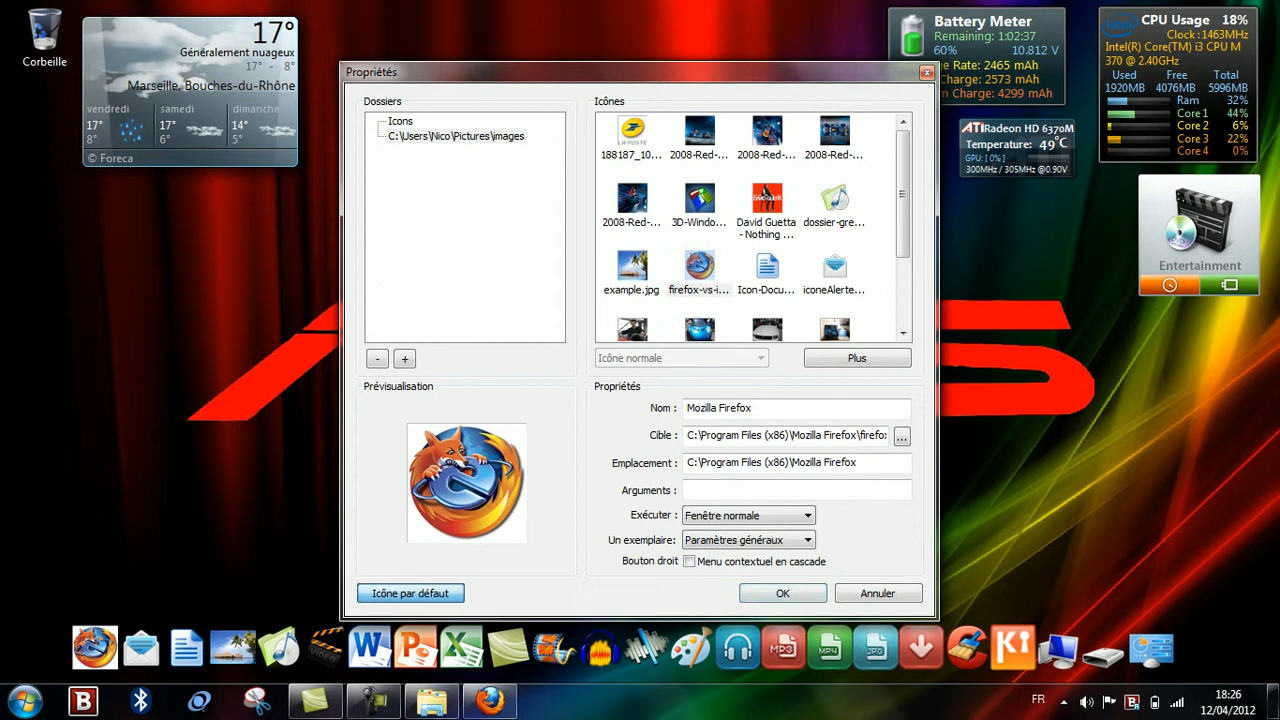 Corbeille
17°
Généralement nuageux
17° - 8°
Marseille, Bouches-du-Rhône
vendredi
17°
8°
samedi
17°
6°
dimanche
14°
5°
© Foreca
Battery Meter
Remaining: 1:02:37
60% 10.812 V
ge Rate: 2465 mAh
Charge: 2573 mAh
m Charge: 4299 mAh
intel
CPU Usage 18%
Clock :1463MHz
Intel(R) Core(TM) i3 CPU M
370 @ 2.40GHz
Used Free Total
1920MB 4076MB 5996MB
Ram 32%
Core 1 44%
Core 2 6%
Core 3 22%
Core 4 0%
ATI Radeon HD 6370M
Temperature: 49°C
GPU: [ 0% ]
300MHz / 305MHz @0.90V
Entertainment
Propriétés
Dossiers
Icons
C:\Users\Nico\Pictures\images
- +
Icônes
LA POSTE
188187_10... 2008-Red-... 2008-Red-... 2008-Red-...
2008-Red-... 3D-Windo... David Guetta
- Nothing ...
dossier-gre...
example.jpg firefox-vs-i... Icon-Docu... iconeAlerte...
Icône normale
Plus
Prévisualisation
Propriétés
Nom : Mozilla Firefox
Cible : C:\Program Files (x86)\Mozilla Firefox\firefo
...
Emplacement : C:\Program Files (x86)\Mozilla Firefox
Arguments :
Exécuter : Fenêtre normale
Un exemplaire: Paramètres généraux
Bouton droit Menu contextuel en cascade
Icône par défaut
OK
Annuler
W P X MP3 MP4 JPG K!
B
FR
18:26
12/04/2012